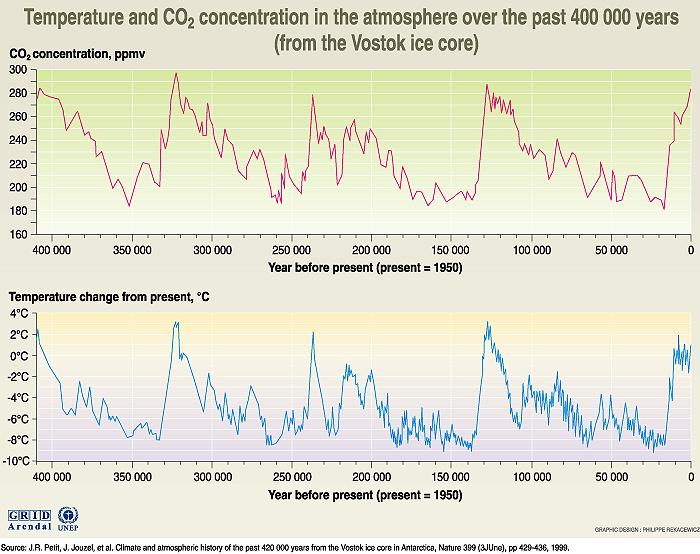 Temperature and CO₂ concentration in the atmosphere over the past 400 000 years
(from the Vostok ice core)
CO₂ concentration, ppmv
300
280
260
240
220
200
180
160
400 000 350 000 300 000 250 000 200 000 150 000 100 000 50 000 0
Year before present (present = 1950)
Temperature change from present, °C
4°C
2°C
0°C
-2°C
-4°C
-6°C
-8°C
-10°C
400 000 350 000 300 000 250 000 200 000 150 000 100 000 50 000 0
Year before present (present = 1950)
GRID
Arendal UNEP
GRAPHIC DESIGN : PHILIPPE REKACEWICZ
Source: J.R. Petit, J. Jouzel, et al. Climate and atmospheric history of the past 420 000 years from the Vostok ice core in Antarctica, Nature 399 (3JUne), pp 429-436, 1999.